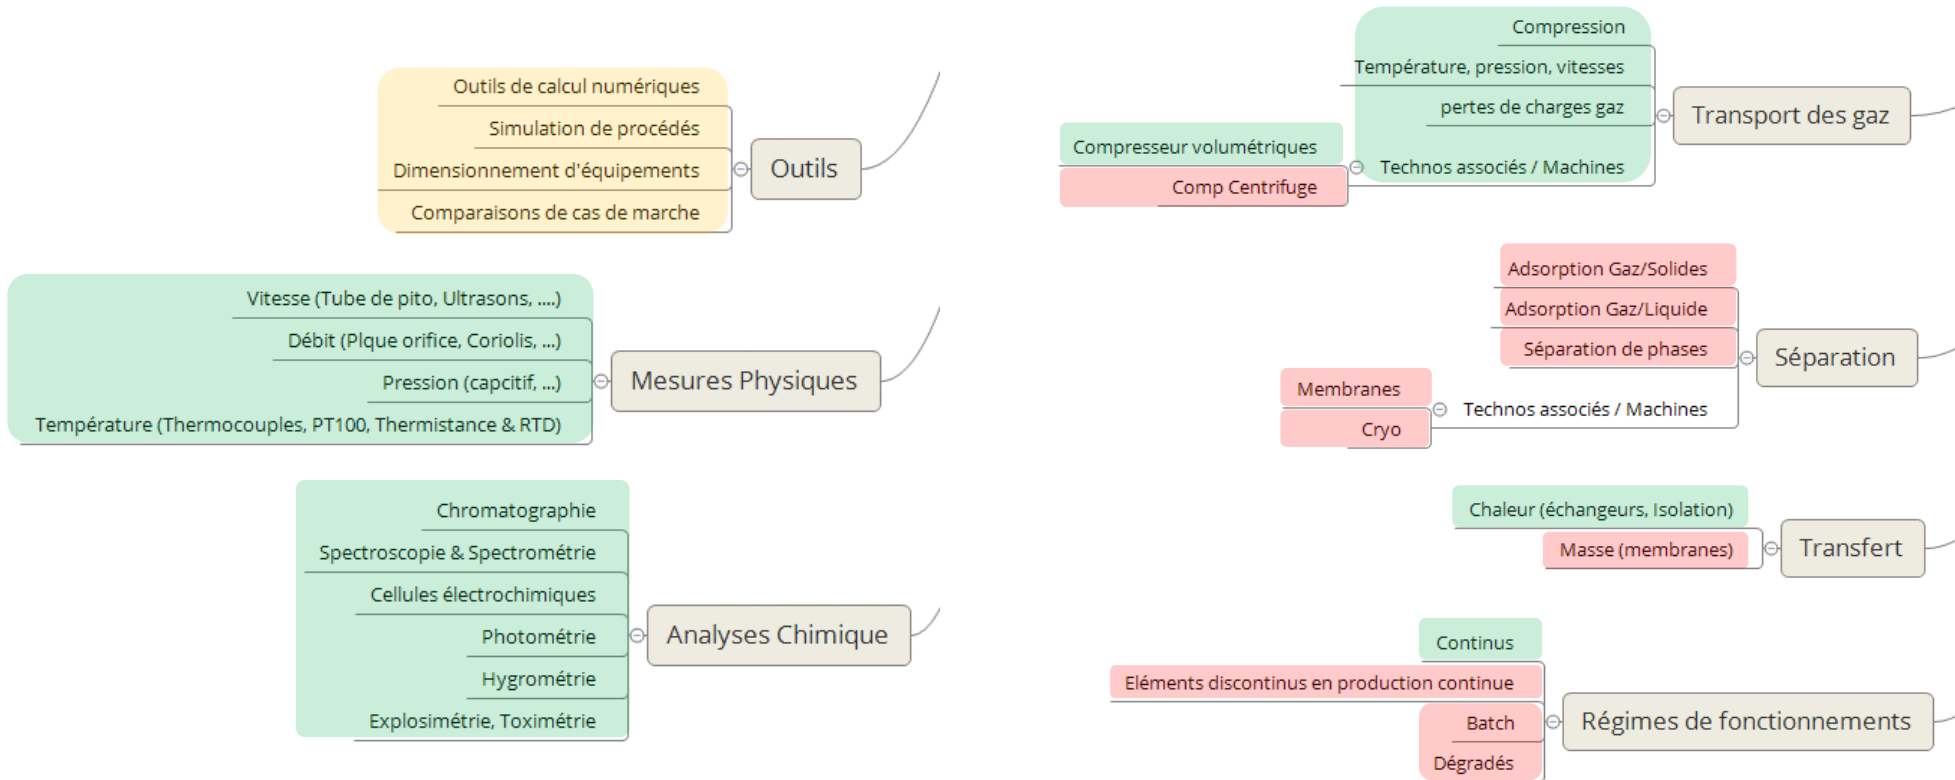 Outils de calcul numériques
Simulation de procédés
Dimensionnement d'équipements
Comparaisons de cas de marche
Outils
Vitesse (Tube de pito, Ultrasons, ....)
Débit (Plque orifice, Coriolis, ...)
Pression (capcitif, ...)
Température (Thermocouples, PT100, Thermistance & RTD)
Mesures Physiques
Chromatographie
Spectroscopie & Spectrométrie
Cellules électrochimiques
Photométrie
Hygrométrie
Explosimétrie, Toximétrie
Analyses Chimique
Compression
Température, pression, vitesses
pertes de charges gaz
Technos associés / Machines
Compresseur volumétriques
Comp Centrifuge
Transport des gaz
Adsorption Gaz/Solides
Adsorption Gaz/Liquide
Séparation de phases
Technos associés / Machines
Membranes
Cryo
Séparation
Chaleur (échangeurs, Isolation)
Masse (membranes)
Transfert
Continus
Eléments discontinus en production continue
Batch
Dégradés
Régimes de fonctionnements